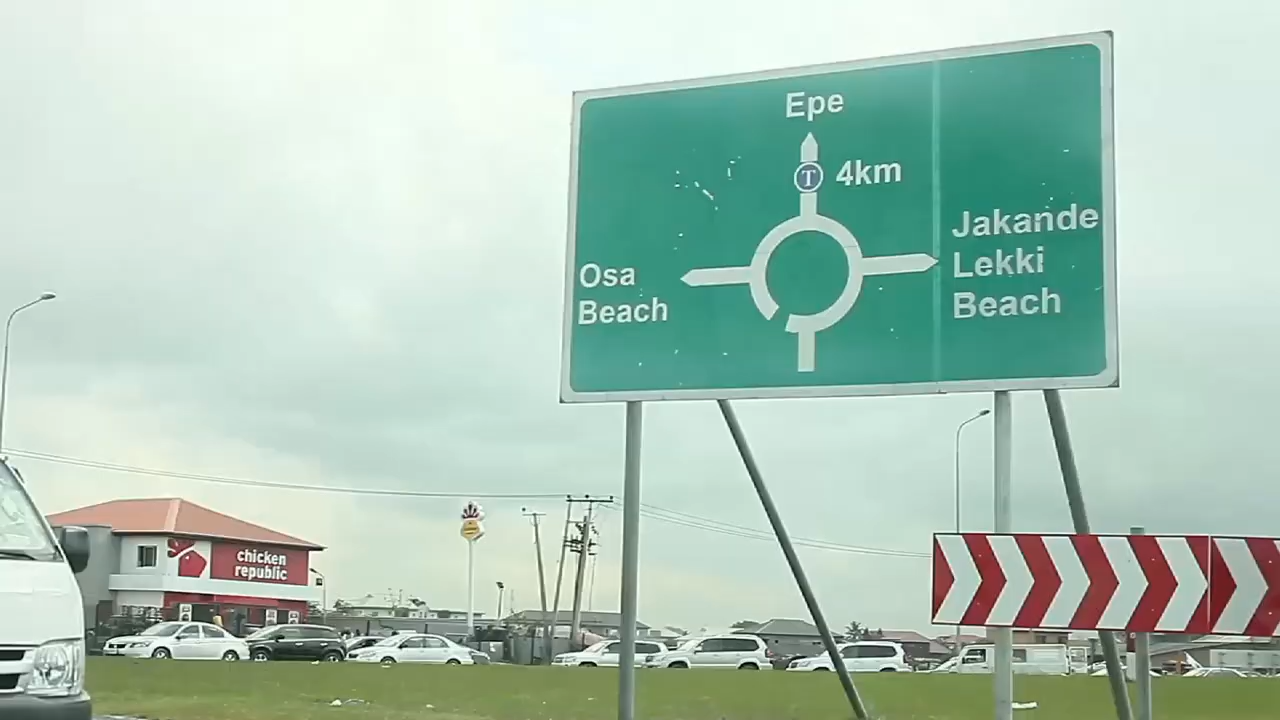 Epe
T 4km
Osa
Beach
Jakande
Lekki
Beach
chicken
republic